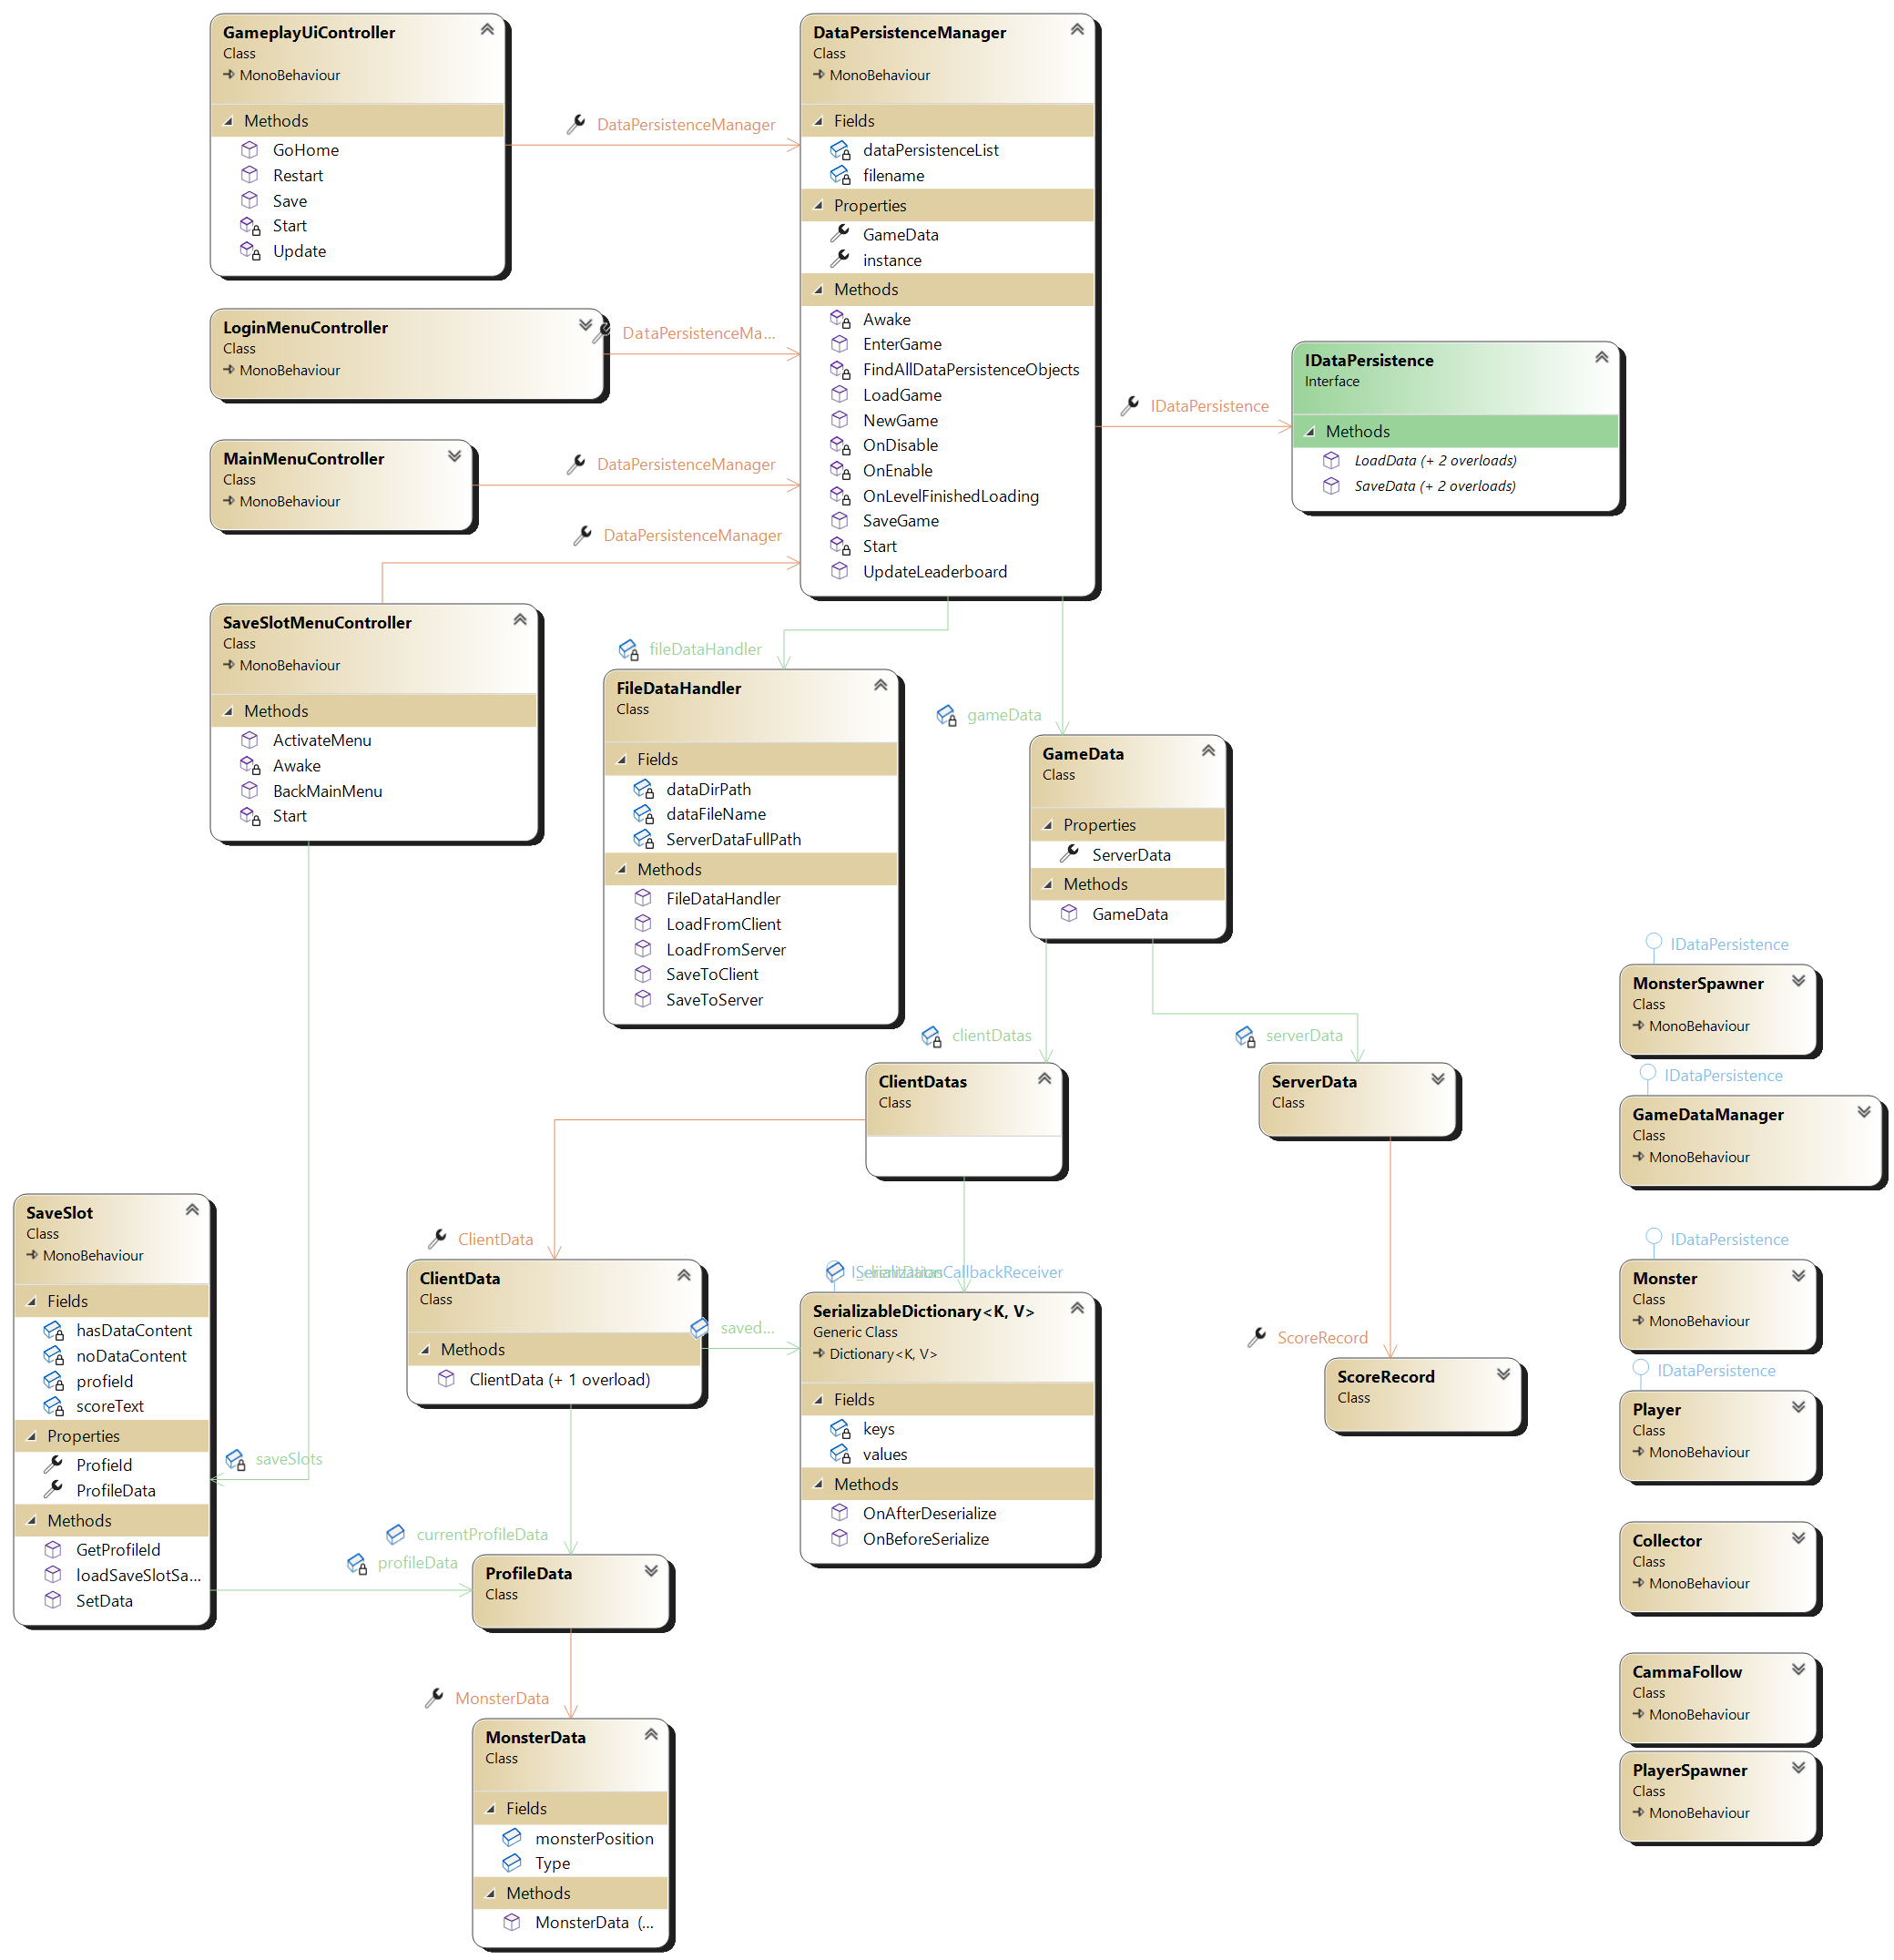 GameplayUiController
Class
MonoBehaviour
Methods
GoHome
Restart
Save
Start
Update
DataPersistenceManager
DataPersistenceManager
Class
MonoBehaviour
Fields
dataPersistenceList
filename
Properties
GameData
instance
Methods
Awake
EnterGame
FindAllDataPersistenceObjects
LoadGame
NewGame
OnDisable
OnEnable
OnLevelFinishedLoading
SaveGame
Start
UpdateLeaderboard
LoginMenuController
Class
MonoBehaviour
DataPersistenceMa...
MainMenuController
Class
MonoBehaviour
DataPersistenceManager
DataPersistenceManager
IDataPersistence
IDataPersistence
Interface
Methods
LoadData (+ 2 overloads)
SaveData (+ 2 overloads)
SaveSlotMenuController
Class
MonoBehaviour
Methods
ActivateMenu
Awake
BackMainMenu
Start
fileDataHandler
FileDataHandler
Class
Fields
dataDirPath
dataFileName
ServerDataFullPath
Methods
FileDataHandler
LoadFromClient
LoadFromServer
SaveToClient
SaveToServer
gameData
GameData
Class
Properties
ServerData
Methods
GameData
clientDatas
serverData
ClientDatas
Class
ServerData
Class
IDataPersistence
MonsterSpawner
Class
MonoBehaviour
IDataPersistence
GameDataManager
Class
MonoBehaviour
IDataPersistence
Monster
Class
MonoBehaviour
IDataPersistence
Player
Class
MonoBehaviour
Collector
Class
MonoBehaviour
CammaFollow
Class
MonoBehaviour
PlayerSpawner
Class
MonoBehaviour
SaveSlot
Class
MonoBehaviour
Fields
hasDataContent
noDataContent
profieId
scoreText
Properties
ProfieId
ProfileData
Methods
GetProfileId
loadSaveSlotSa...
SetData
saveSlots
ClientData
ClientData
Class
Methods
ClientData (+ 1 overload)
saved...
ISerializationCallbackReceiver
SerializableDictionary<K, V>
Generic Class
Dictionary<K, V>
Fields
keys
values
Methods
OnAfterDeserialize
OnBeforeSerialize
ScoreRecord
ScoreRecord
Class
currentProfileData
profileData
ProfileData
Class
MonsterData
MonsterData
Class
Fields
monsterPosition
Type
Methods
MonsterData (...